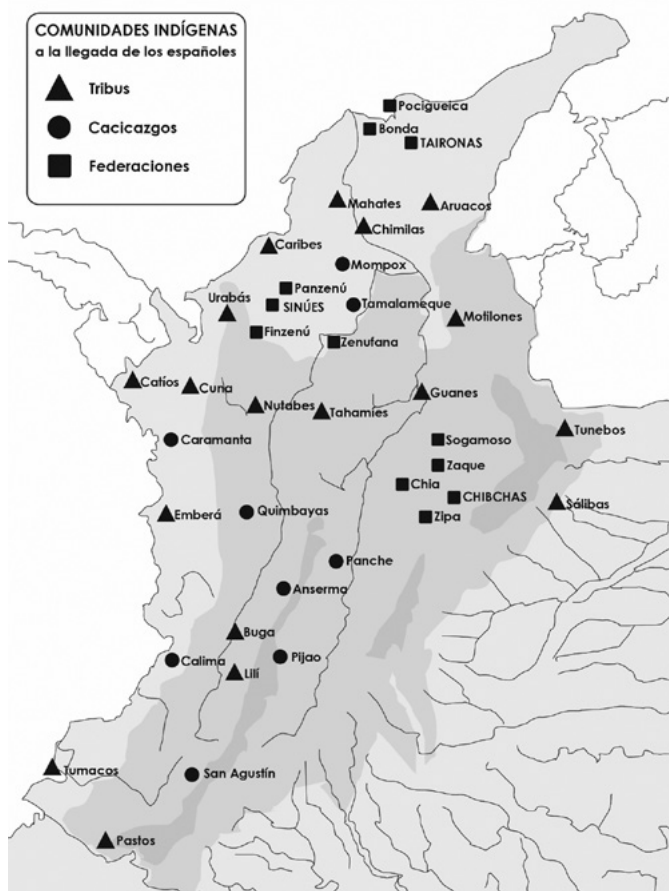 COMUNIDADES INDÍGENAS
a la llegada de los españoles
Tribus
Cacicazgos
Federaciones
Pocigueica
Bonda
TAIRONAS
Mahates
Aruacos
Chimilas
Caribes
Mompox
Panzenú
Urabás
SINÚES
Tamalameque
Motilones
Finzenú
Zenufana
Catíos
Cuna
Guanes
Nutabes
Tahamíes
Tunebos
Caramanta
Sogamoso
Zaque
Chia
CHIBCHAS
Sálibas
Emberá
Quimbayas
Zipa
Panche
Anserma
Buga
Calima
Pijao
Lilí
Tumacos
San Agustín
Pastos